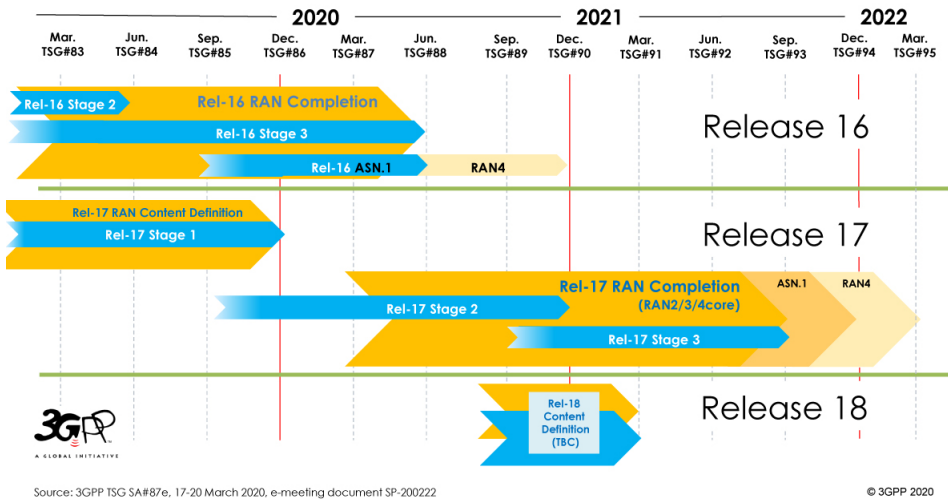 2020
2021
2022
Mar.
TSG#83
Jun.
TSG#84
Sep.
TSG#85
Dec.
TSG#86
Mar.
TSG#87
Jun.
TSG#88
Sep.
TSG#89
Dec.
TSG#90
Mar.
TSG#91
Jun.
TSG#92
Sep.
TSG#93
Dec.
TSG#94
Mar.
TSG#95
Rel-16 Stage 2
Rel-16 RAN Completion
Rel-16 Stage 3
Rel-16 ASN.1
RAN4
Release 16
Rel-17 RAN Content Definition
Rel-17 Stage 1
Release 17
Rel-17 RAN Completion
(RAN2/3/4core)
ASN.1
RAN4
Rel-17 Stage 2
Rel-17 Stage 3
Rel-18
Content
Definition
(TBC)
Release 18
3GPP
A GLOBAL INITIATIVE
Source: 3GPP TSG SA#87e, 17-20 March 2020, e-meeting document SP-200222
© 3GPP 2020